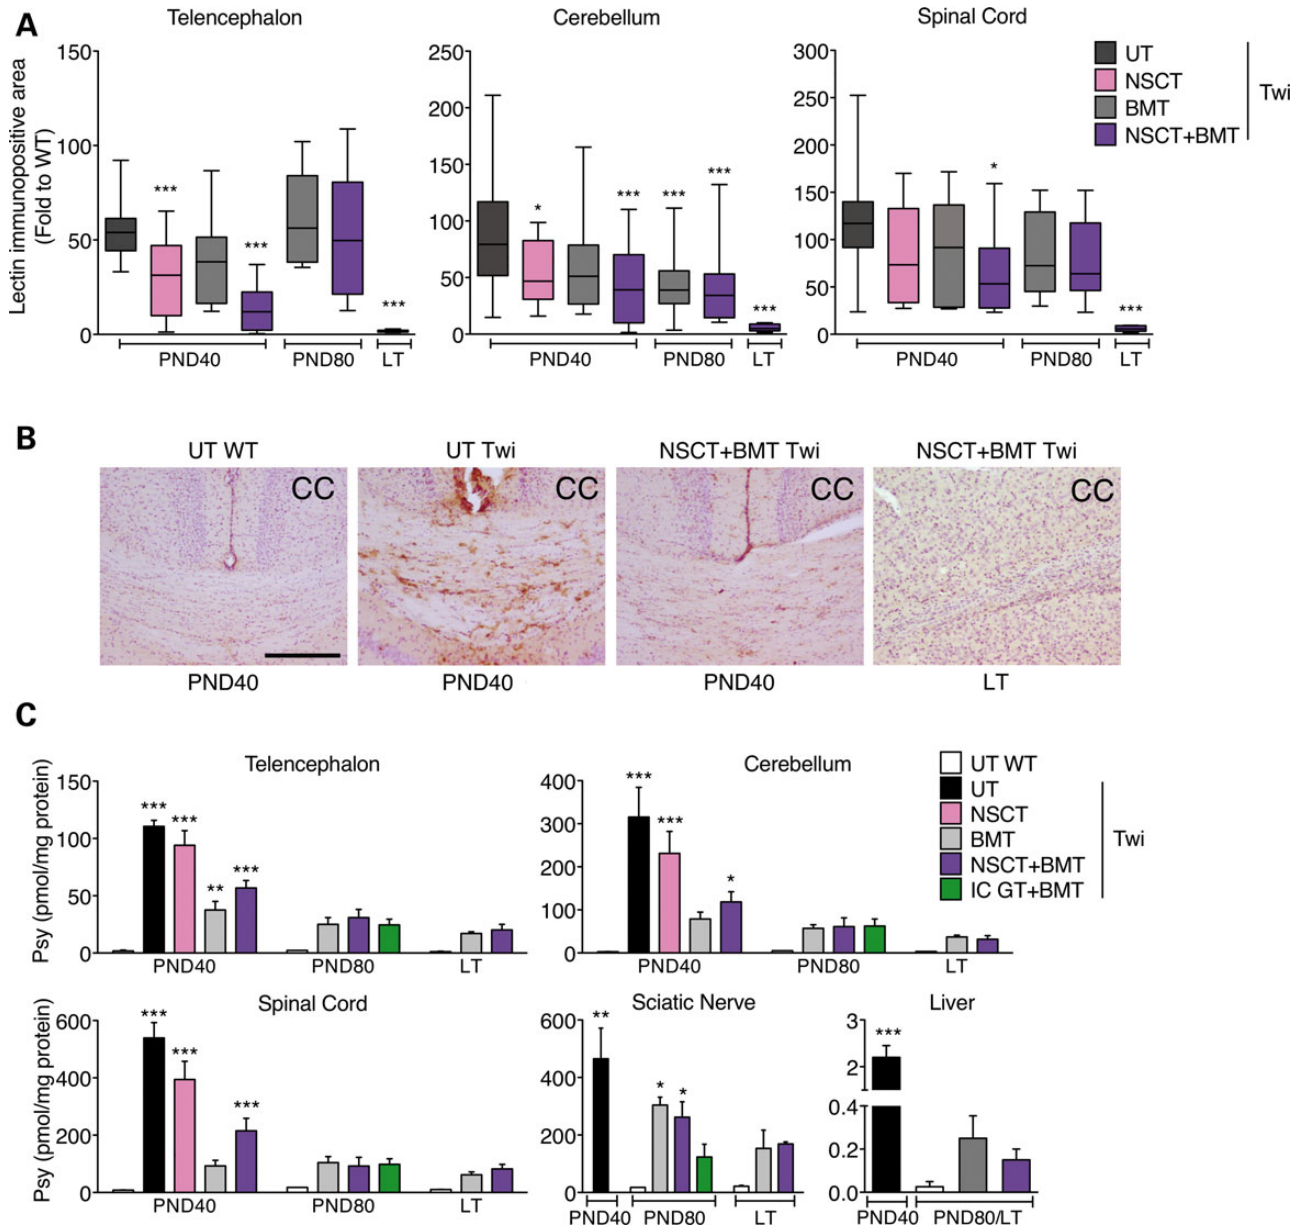 A
Telencephalon
Cerebellum
Spinal Cord
Lectin immunopositive area
(Fold to WT)
150
100
50
0
***
***
***
PND40
PND80
LT
250
200
150
100
50
0
*
***
***
***
***
PND40
PND80
LT
300
250
200
150
100
50
0
*
***
PND40
PND80
LT
UT
NSCT
BMT
NSCT+BMT
Twi
B
UT WT
UT Twi
NSCT+BMT Twi
NSCT+BMT Twi
CC
CC
CC
CC
PND40
PND40
PND40
LT
C
Telencephalon
Psy (pmol/mg protein)
150
100
50
0
***
***
**
***
PND40
PND80
LT
Cerebellum
400
300
200
100
0
***
***
*
PND40
PND80
LT
UT WT
UT
NSCT
BMT
NSCT+BMT
IC GT+BMT
Twi
Spinal Cord
Psy (pmol/mg protein)
600
400
200
0
***
***
***
PND40
PND80
LT
Sciatic Nerve
600
400
200
0
**
*
*
PND40
PND80
LT
Liver
3
2
0.4
0.2
0.0
***
PND40
PND80/LT